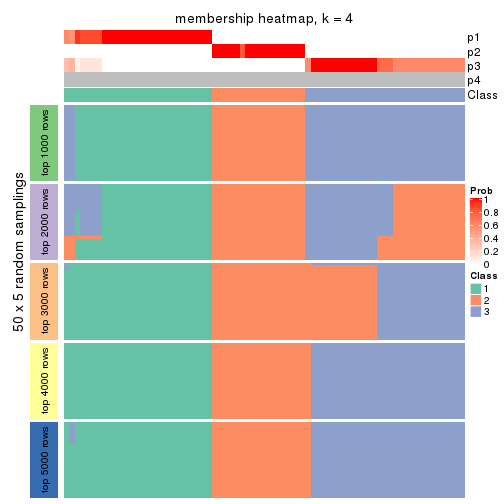 membership heatmap, k = 4
p1
p2
p3
p4
Class
50 x 5 random samplings
top 1000 rows
top 2000 rows
top 3000 rows
top 4000 rows
top 5000 rows
Prob
1
0.8
0.6
0.4
0.2
0
Class
1
2
3